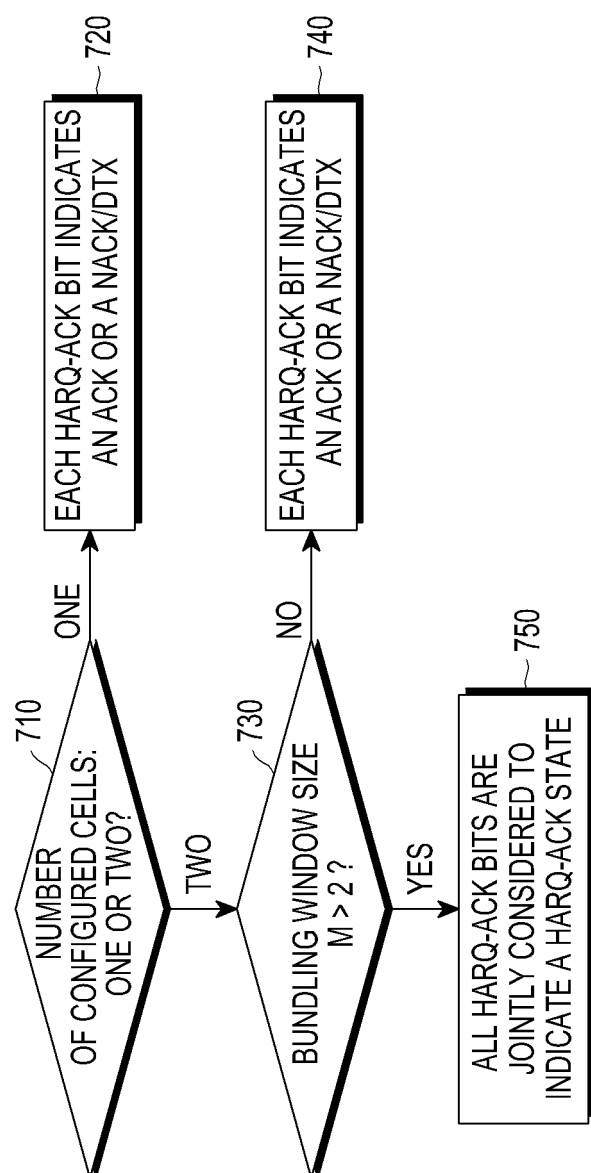 710
NUMBER
OF CONFIGURED CELLS:
ONE OR TWO?
ONE
720
EACH HARQ-ACK BIT INDICATES
AN ACK OR A NACK/DTX
TWO
730
BUNDLING WINDOW SIZE
M > 2 ?
NO
740
EACH HARQ-ACK BIT INDICATES
AN ACK OR A NACK/DTX
YES
750
ALL HARQ-ACK BITS ARE
JOINTLY CONSIDERED TO
INDICATE A HARQ-ACK STATE